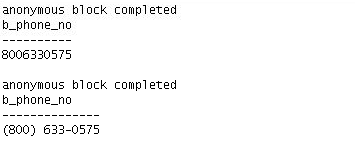 anonymous block completed
b_phone_no
----------
8006330575

anonymous block completed
b_phone_no
--------------
(800) 633-0575